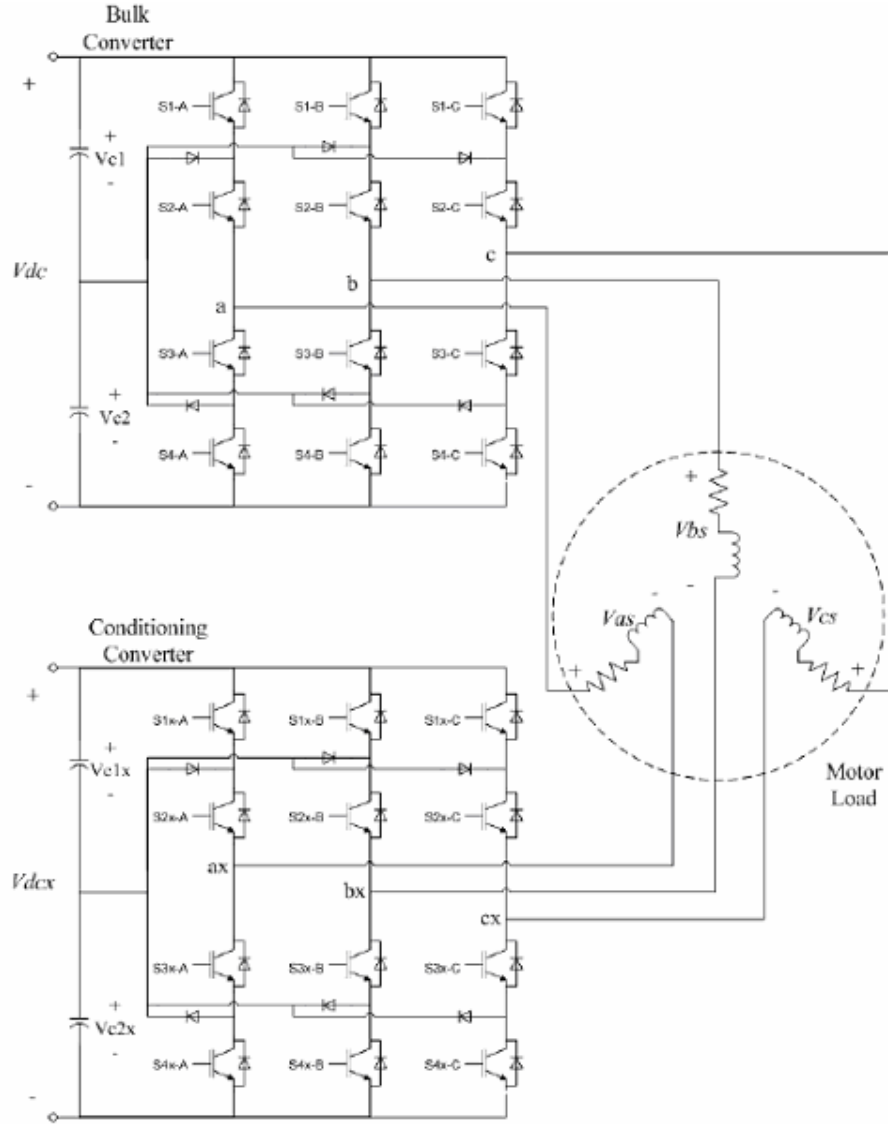 Bulk
Converter
+
S1-A
S1-B
S1-C
+
Vc1
-
S2-A
S2-B
S2-C
c
Vdc
b
a
S3-A
S3-B
S3-C
+
Vc2
-
S4-A
S4-B
S4-C
-
+
Vbs
-
-
-
Vas
Vcs
+
+
Motor
Load
Conditioning
Converter
+
S1x-A
S1x-B
S1x-C
+
Vc1x
-
S2x-A
S2x-B
S2x-C
ax
Vdcx
bx
cx
S3x-A
S3x-B
S3x-C
+
Vc2x
-
S4x-A
S4x-B
S4x-C
-